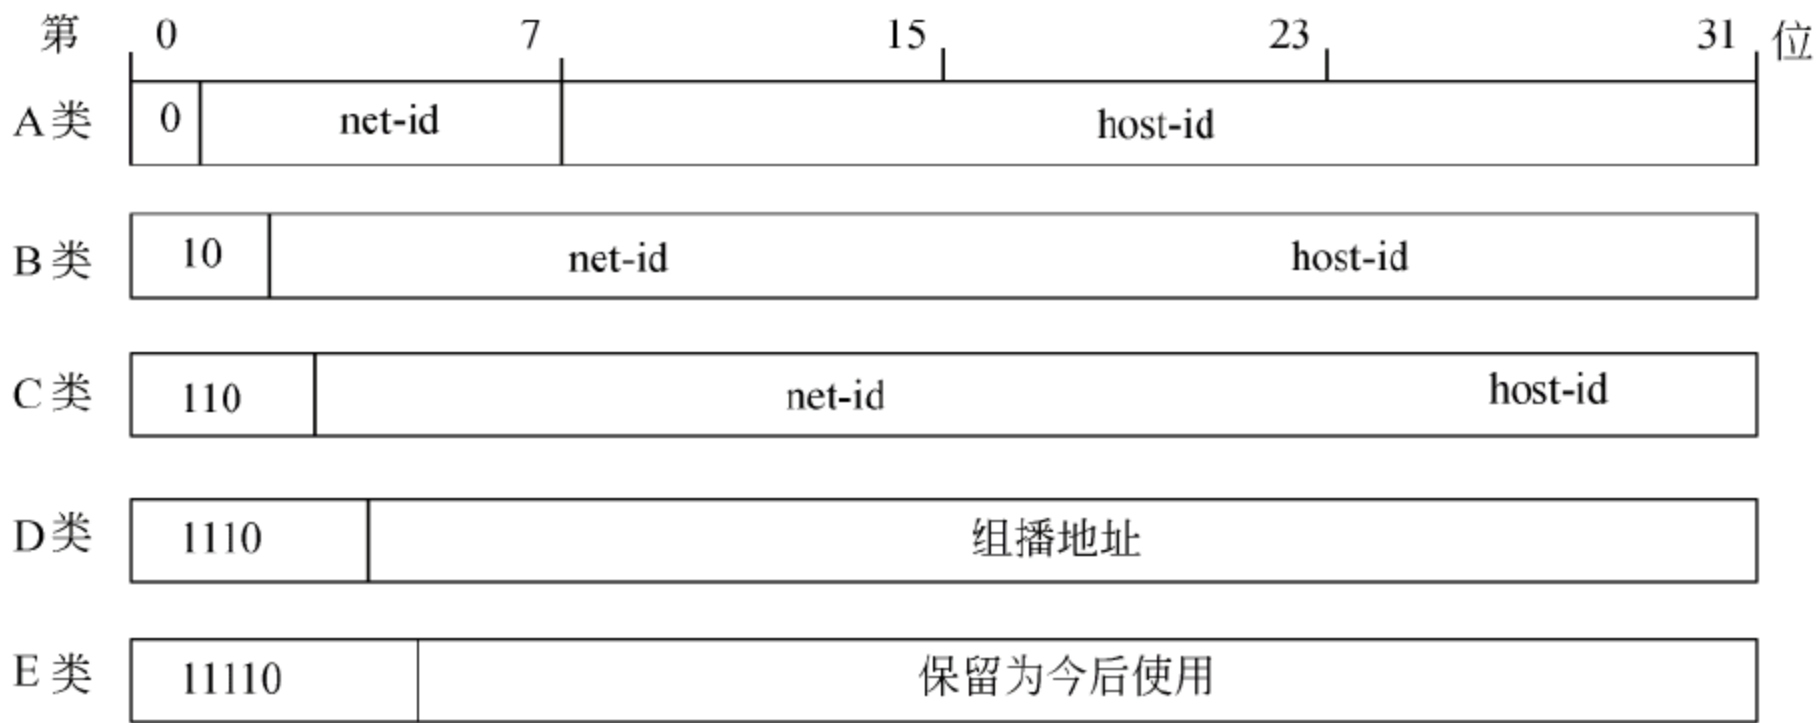 第 0 7 15 23 31 位
A类 0 net-id host-id
B类 10 net-id host-id
C类 110 net-id host-id
D类 1110 组播地址
E类 11110 保留为今后使用